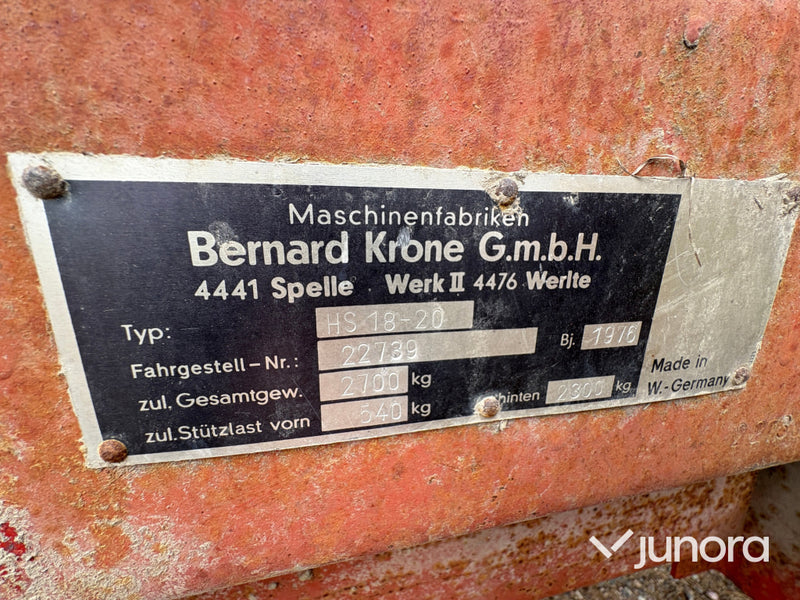 Maschinenfabriken
Bernard Krone G.m.b.H.
4441 Spelle Werk II 4476 Werlte
Typ: HS 18-20
Fahrgestell-Nr.: 22739 Bj. 1976
zul. Gesamtgew. 2700 kg
zul. Stützlast vorn 540 kg hinten 2300 kg
Made in
W.-Germany
junora